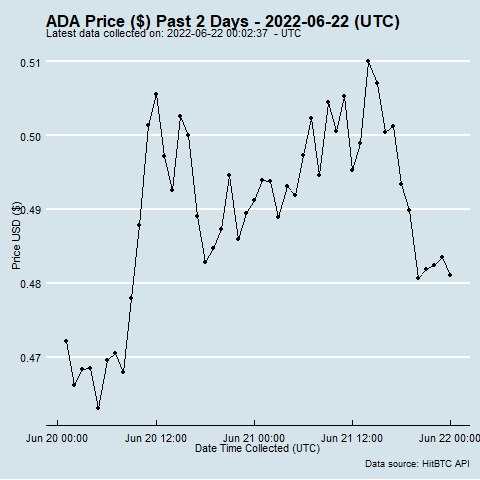 ADA Price ($) Past 2 Days - 2022-06-22 (UTC)
Latest data collected on: 2022-06-22 00:02:37 - UTC
0.51
0.50
0.49
0.48
0.47
Price USD ($)
Jun 20 00:00 Jun 20 12:00 Jun 21 00:00 Jun 21 12:00 Jun 22 00:00
Date Time Collected (UTC)
Data source: HitBTC API